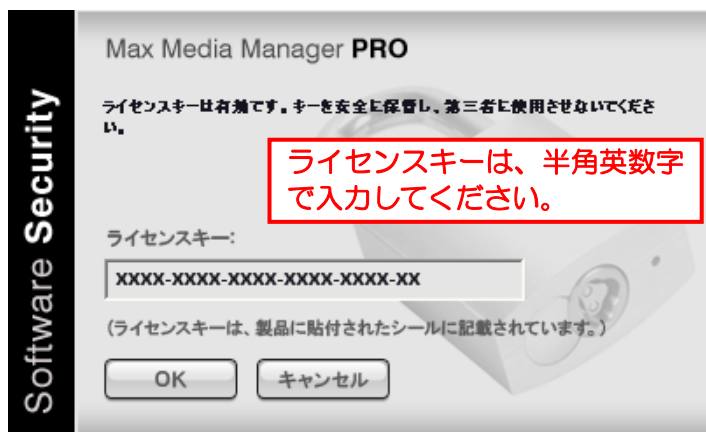 Software Security
Max Media Manager PRO
ライセンスキーは有効です。キーを安全に保管し、第三者に使用させないでくださ
い。
ライセンスキーは、半角英数字
で入力してください。
ライセンスキー:
XXXX-XXXX-XXXX-XXXX-XXXX-XX
(ライセンスキーは、製品に貼付されたシールに記載されています。)
OK
キャンセル